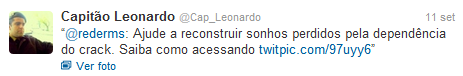 Capitão Leonardo @Cap_Leonardo 11 set
“@rederms: Ajude a reconstruir sonhos perdidos pela dependência
do crack. Saiba como acessando twitpic.com/97uyy6”
Ver foto